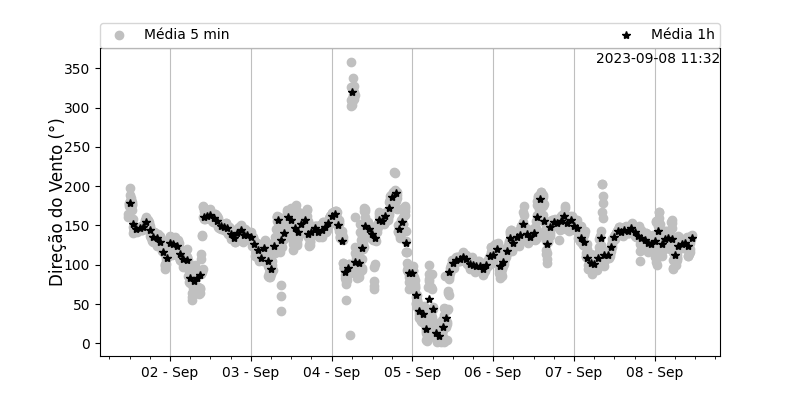 Média 5 min
Média 1h
2023-09-08 11:32
Direção do Vento (°)
350
300
250
200
150
100
50
0
02 - Sep
03 - Sep
04 - Sep
05 - Sep
06 - Sep
07 - Sep
08 - Sep